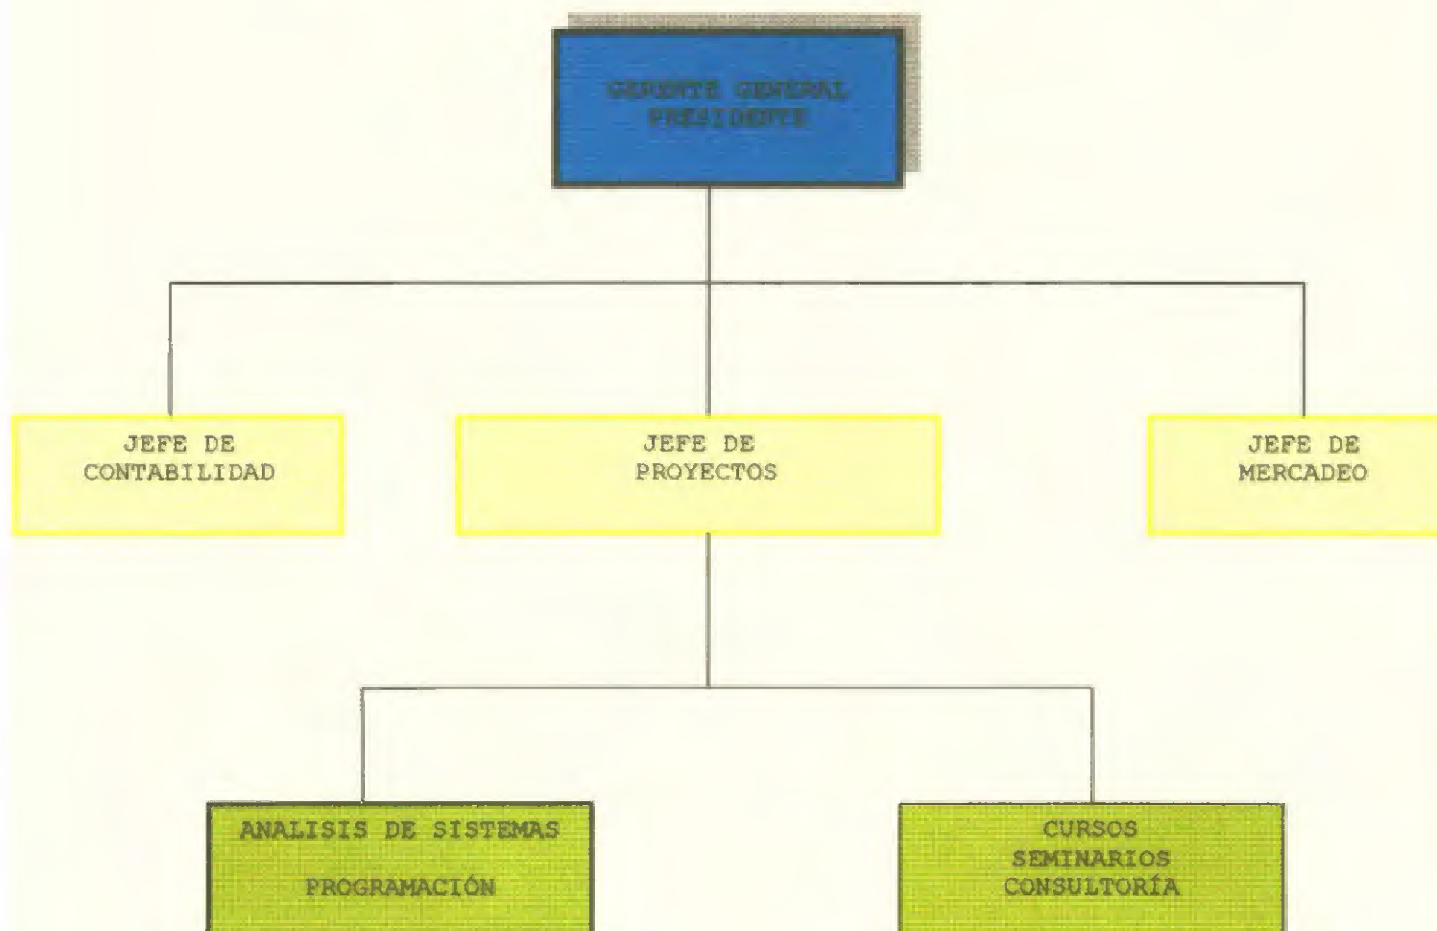 GERENTE GENERAL
PRESIDENTE
JEFE DE
CONTABILIDAD
JEFE DE
PROYECTOS
JEFE DE
MERCADEO
ANALISIS DE SISTEMAS
PROGRAMACIÓN
CURSOS
SEMINARIOS
CONSULTORÍA